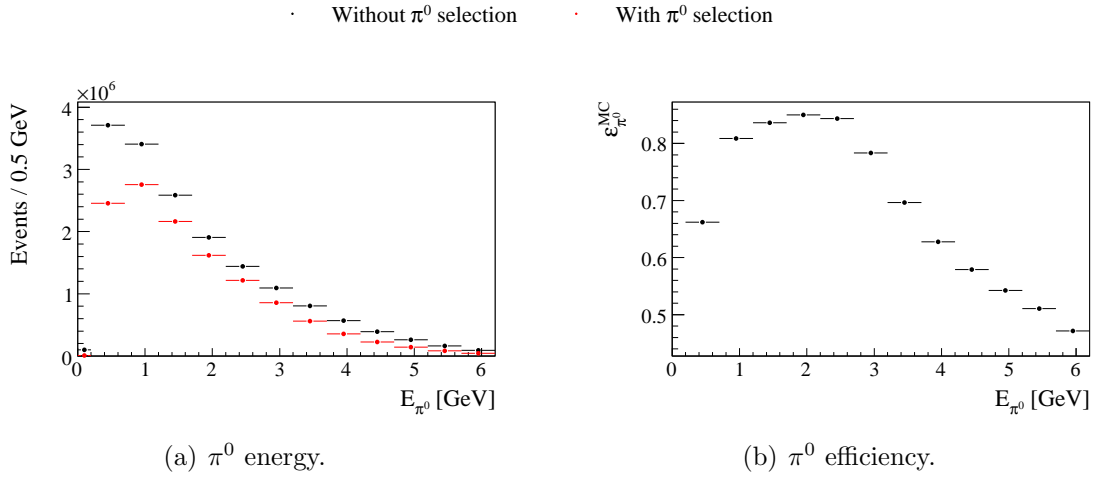 Without π⁰ selection With π⁰ selection
×10⁶
4
3
2
1
0
Events / 0.5 GeV
0 1 2 3 4 5 6
E_π⁰ [GeV]
(a) π⁰ energy.
ε^MC_π⁰
0.8
0.7
0.6
0.5
0 1 2 3 4 5 6
E_π⁰ [GeV]
(b) π⁰ efficiency.